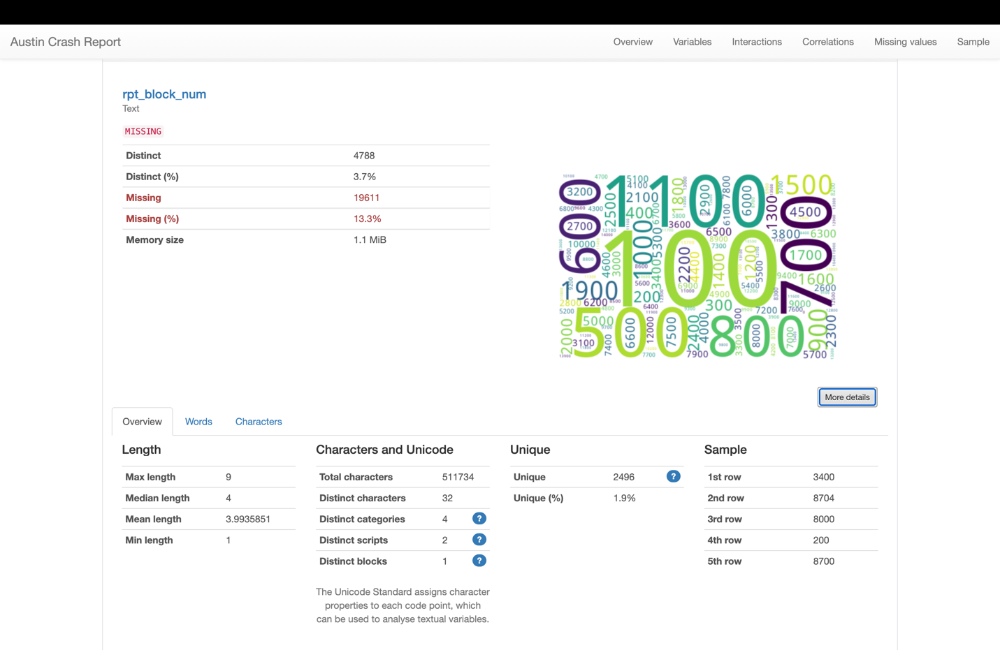 Austin Crash Report
Overview Variables Interactions Correlations Missing values Sample
rpt_block_num
Text
MISSING
Distinct 4788
Distinct (%) 3.7%
Missing 19611
Missing (%) 13.3%
Memory size 1.1 MiB
100
1100
500
600
700
800
1500
1900
1000
900
200
300
400
1200
1300
1400
1600
1700
1800
2000
2100
2200
2300
2400
2500
2600
2700
2800
2900
3000
3100
3200
3300
3400
3500
3600
3800
4000
4500
4600
5000
5300
5500
5700
6000
6100
6200
6300
6500
6600
6900
7000
7200
7400
7500
7800
7900
8000
9000
10000
12000
More details
Overview Words Characters
Length
Max length 9
Median length 4
Mean length 3.9935851
Min length 1
Characters and Unicode
Total characters 511734
Distinct characters 32
Distinct categories 4 ?
Distinct scripts 2 ?
Distinct blocks 1 ?
The Unicode Standard assigns character
properties to each code point, which
can be used to analyse textual variables.
Unique
Unique 2496 ?
Unique (%) 1.9%
Sample
1st row 3400
2nd row 8704
3rd row 8000
4th row 200
5th row 8700